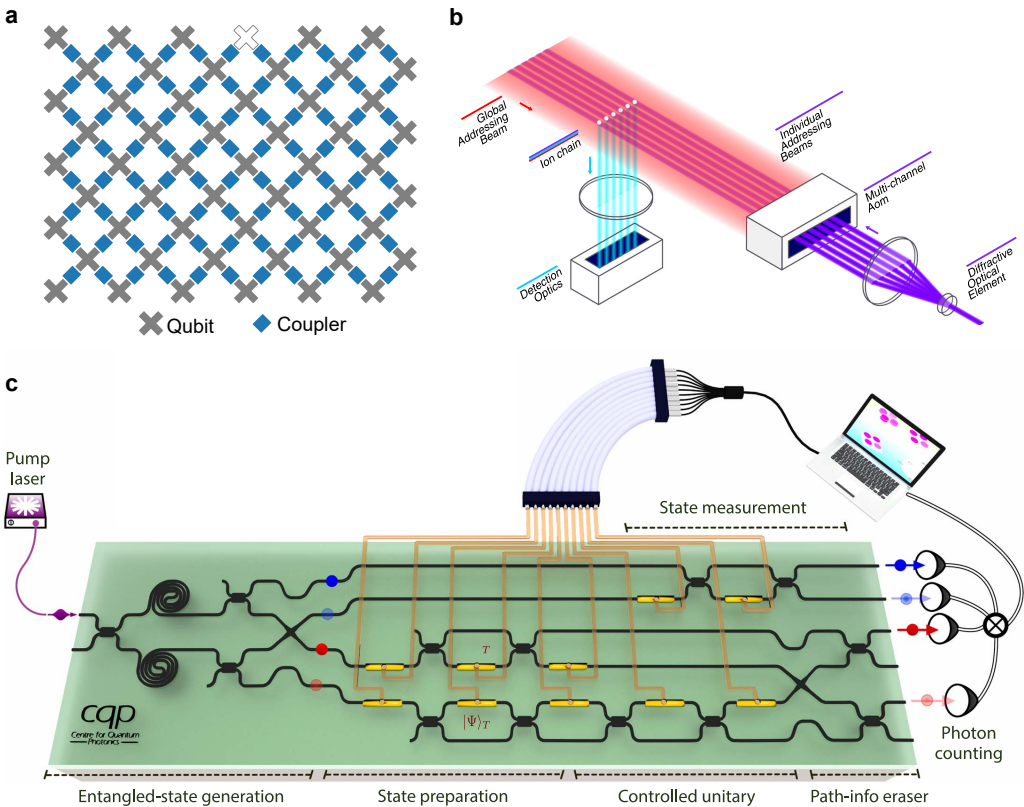 a
Qubit
Coupler
b
Global
Addressing
Beam
Ion chain
Individual
Addressing
Beams
Multi-channel
Aom
Detection
Optics
Diffractive
Optical
Element
c
Pump
laser
State measurement
T
|Ψ⟩T
cqp
Centre for Quantum
Photonics
Photon
counting
Entangled-state generation
State preparation
Controlled unitary
Path-info eraser